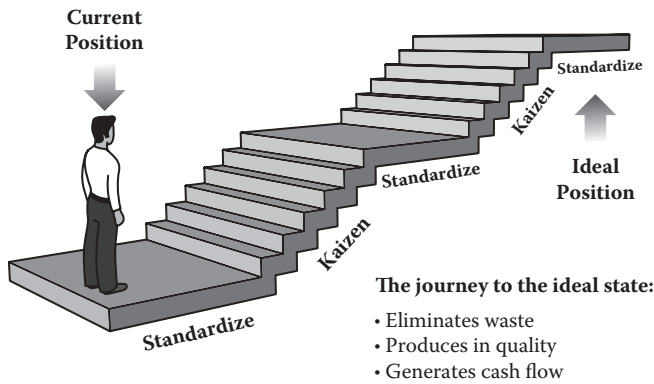 Current
Position
Standardize
Kaizen
Ideal
Position
Standardize
Kaizen
Standardize
The journey to the ideal state:
• Eliminates waste
• Produces in quality
• Generates cash flow